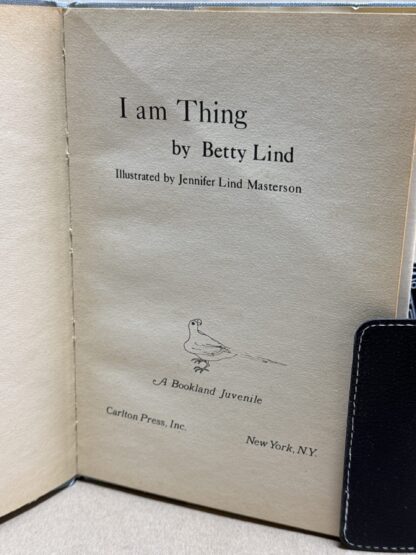 I am Thing
by Betty Lind
Illustrated by Jennifer Lind Masterson
A Bookland Juvenile
Carlton Press, Inc.
New York, N.Y.